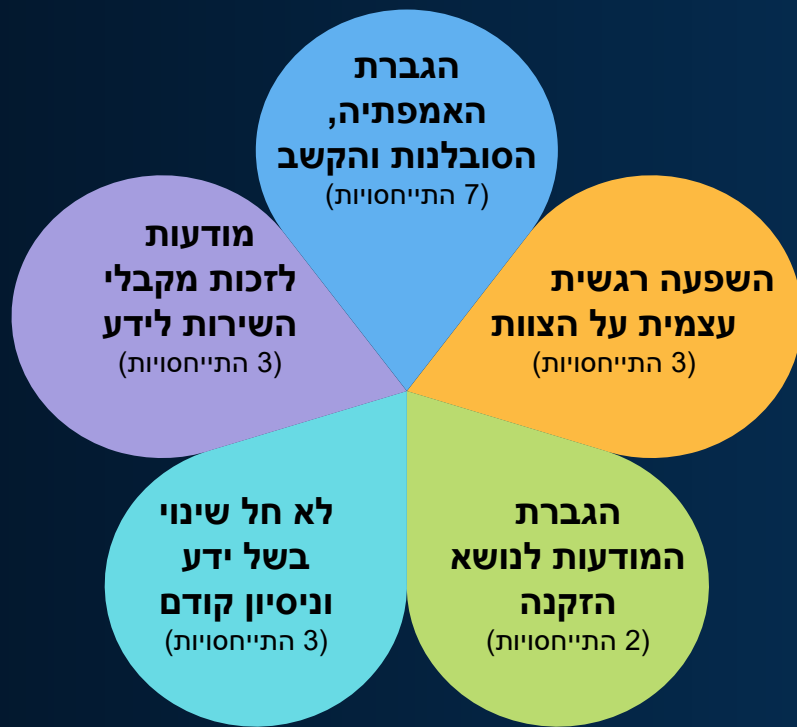 הגברת
האמפתיה,
הסובלנות והקשב
(7 התייחסויות)
השפעה רגשית
עצמית על הצוות
(3 התייחסויות)
הגברת
המודעות לנושא
הזקנה
(2 התייחסויות)
לא חל שינוי
בשל ידע
וניסיון קודם
(3 התייחסויות)
מודעות
לזכות מקבלי
השירות לידע
(3 התייחסויות)